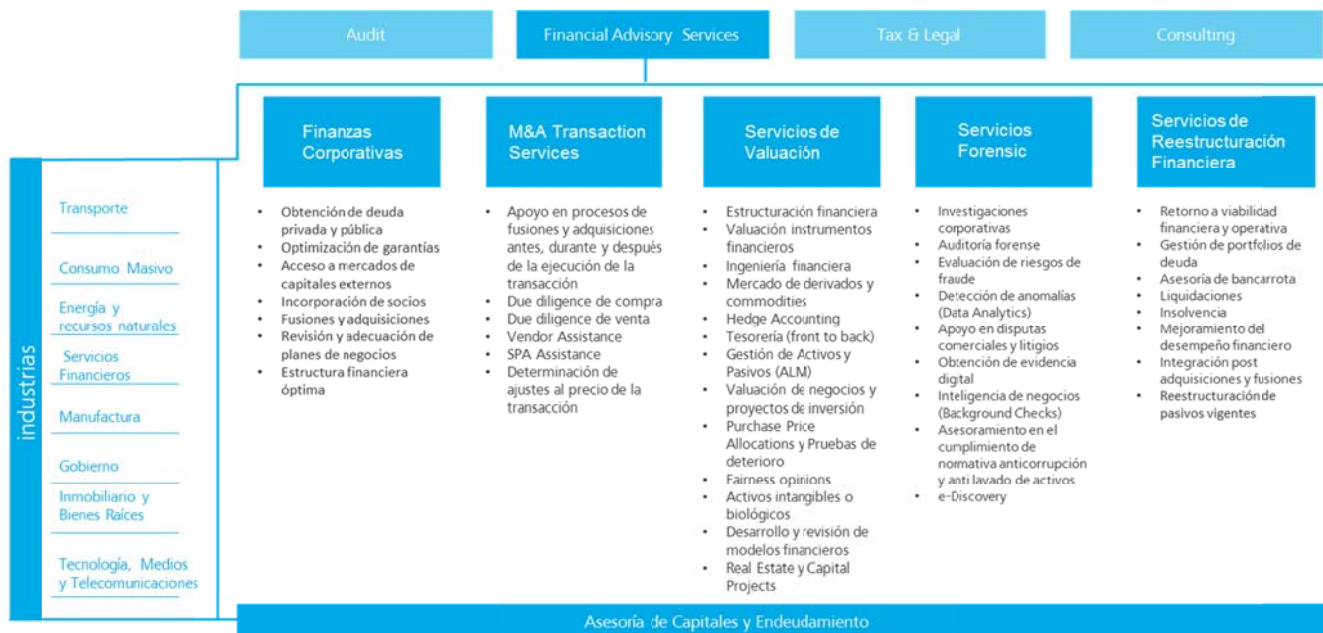 Audit
Financial Advisory Services
Tax & Legal
Consulting
industrias
Transporte
Consumo Masivo
Energía y
recursos naturales
Servicios
Financieros
Manufactura
Gobierno
Inmobiliario y
Bienes Raíces
Tecnología, Medios
y Telecomunicaciones
Finanzas
Corporativas
• Obtención de deuda
privada y pública
• Optimización de garantías
• Acceso a mercados de
capitales externos
• Incorporación de socios
• Fusiones y adquisiciones
• Revisión y adecuación de
planes de negocios
• Estructura financiera
óptima
M&A Transaction
Services
• Apoyo en procesos de
fusiones y adquisiciones
antes, durante y después
de la ejecución de la
transacción
• Due diligence de compra
• Due diligence de venta
• Vendor Assistance
• SPA Assistance
• Determinación de
ajustes al precio de la
transacción
Servicios de
Valuación
• Estructuración financiera
• Valuación instrumentos
financieros
• Ingeniería financiera
• Mercado de derivados y
commodities
• Hedge Accounting
• Tesorería (front to back)
• Gestión de Activos y
Pasivos (ALM)
• Valuación de negocios y
proyectos de inversión
• Purchase Price
Allocations y Pruebas de
deterioro
• Fairness opinions
• Activos intangibles o
biológicos
• Desarrollo y revisión de
modelos financieros
• Real Estate y Capital
Projects
Servicios
Forensic
• Investigaciones
corporativas
• Auditoría forense
• Evaluación de riesgos de
fraude
• Detección de anomalías
(Data Analytics)
• Apoyo en disputas
comerciales y litigios
• Obtención de evidencia
digital
• Inteligencia de negocios
(Background Checks)
• Asesoramiento en el
cumplimiento de
normativa anticorrupción
y anti lavado de activos
• e-Discovery
Servicios de
Reestructuración
Financiera
• Retorno a viabilidad
financiera y operativa
• Gestión de portfolios de
deuda
• Asesoría de bancarrota
• Liquidaciones
• Insolvencia
• Mejoramiento del
desempeño financiero
• Integración post
adquisiciones y fusiones
• Reestructuración de
pasivos vigentes
Asesoría de Capitales y Endeudamiento